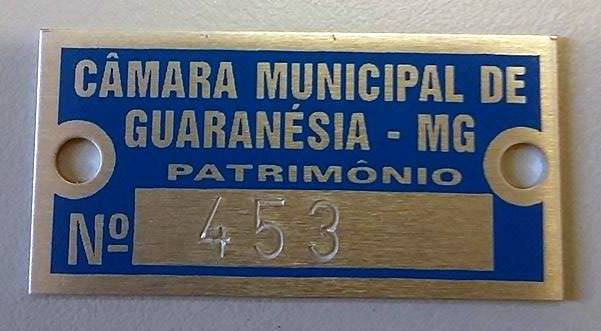 CÂMARA MUNICIPAL DE
GUARANÉSIA - MG
PATRIMÔNIO
Nº 453